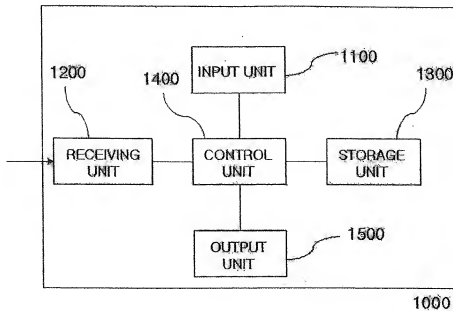 1200
1400
INPUT UNIT
1100
1300
RECEIVING
UNIT
CONTROL
UNIT
STORAGE
UNIT
OUTPUT
UNIT
1500
1000